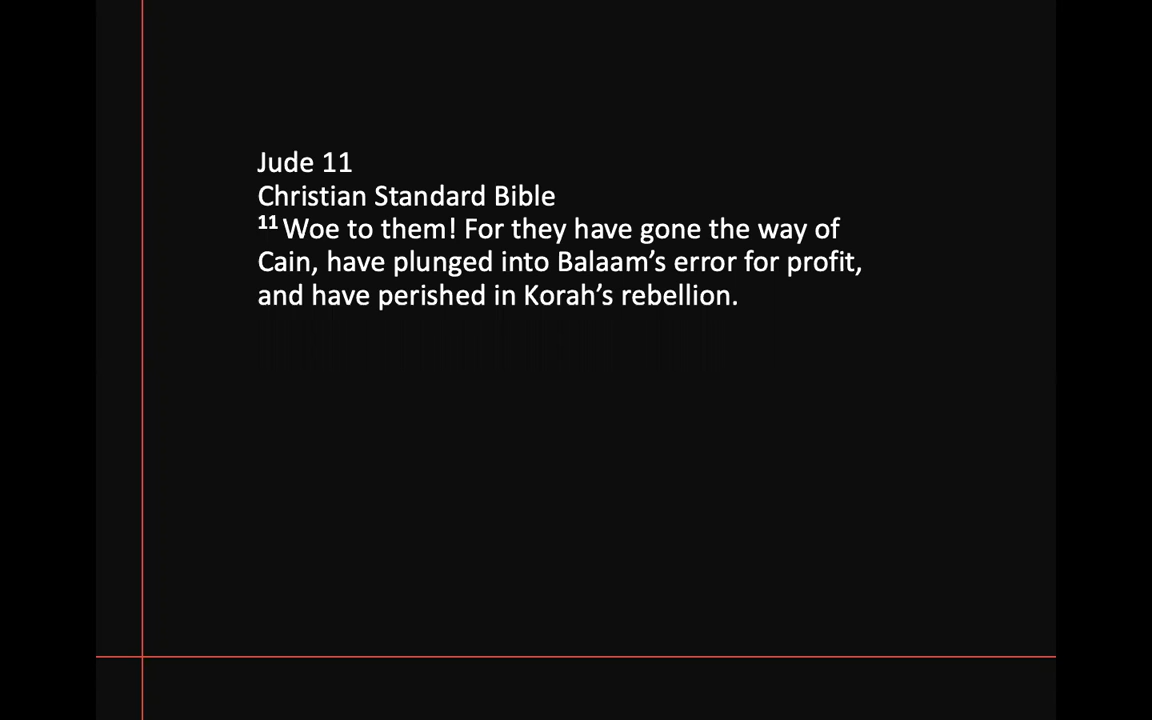 Jude 11
Christian Standard Bible
11 Woe to them! For they have gone the way of
Cain, have plunged into Balaam’s error for profit,
and have perished in Korah’s rebellion.